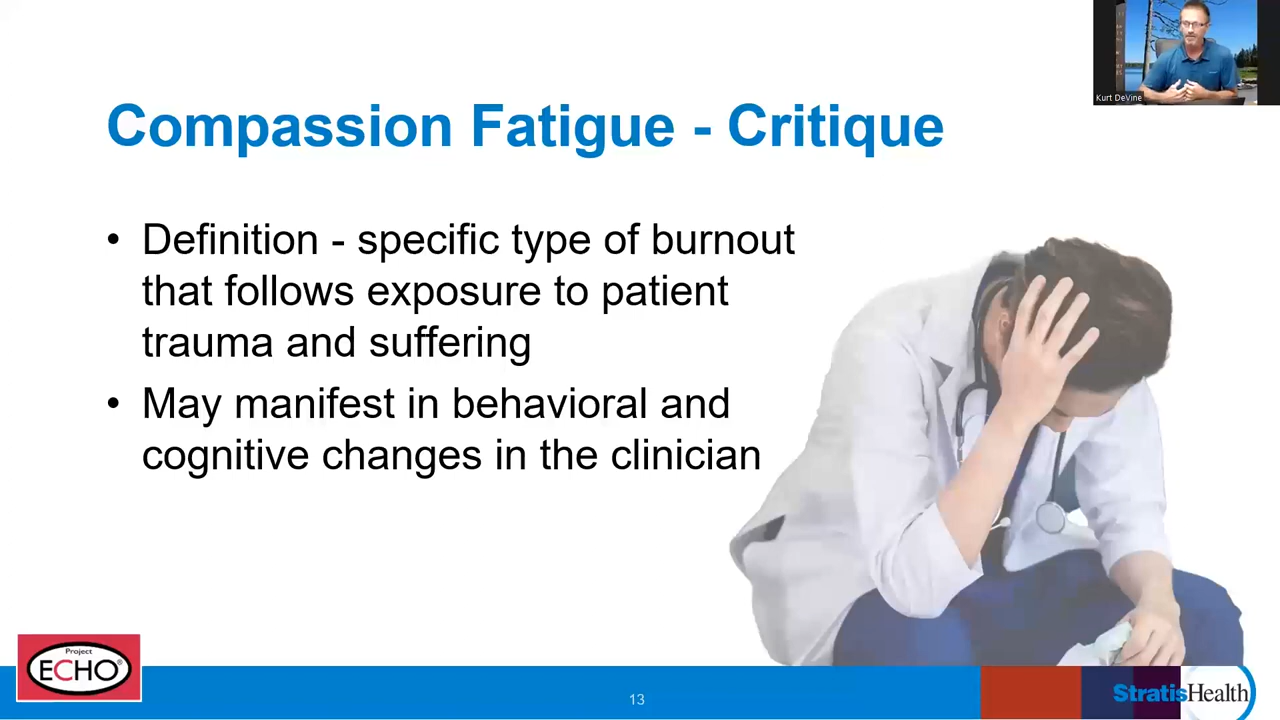 Kurt DeVine
Compassion Fatigue - Critique
• Definition - specific type of burnout
that follows exposure to patient
trauma and suffering
• May manifest in behavioral and
cognitive changes in the clinician
Project
ECHO®
13
StratisHealth